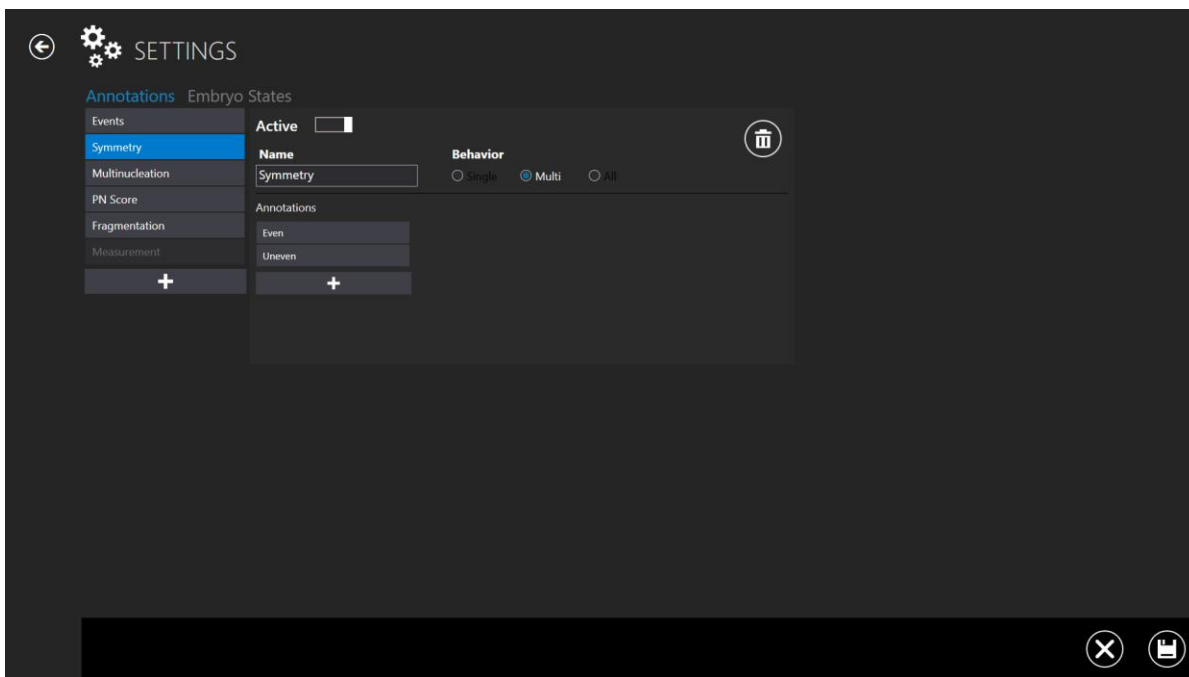 SETTINGS
Annotations Embryo States
Events
Symmetry
Multinucleation
PN Score
Fragmentation
Measurement
Active
Name Behavior
Symmetry Single Multi All
Annotations
Even
Uneven